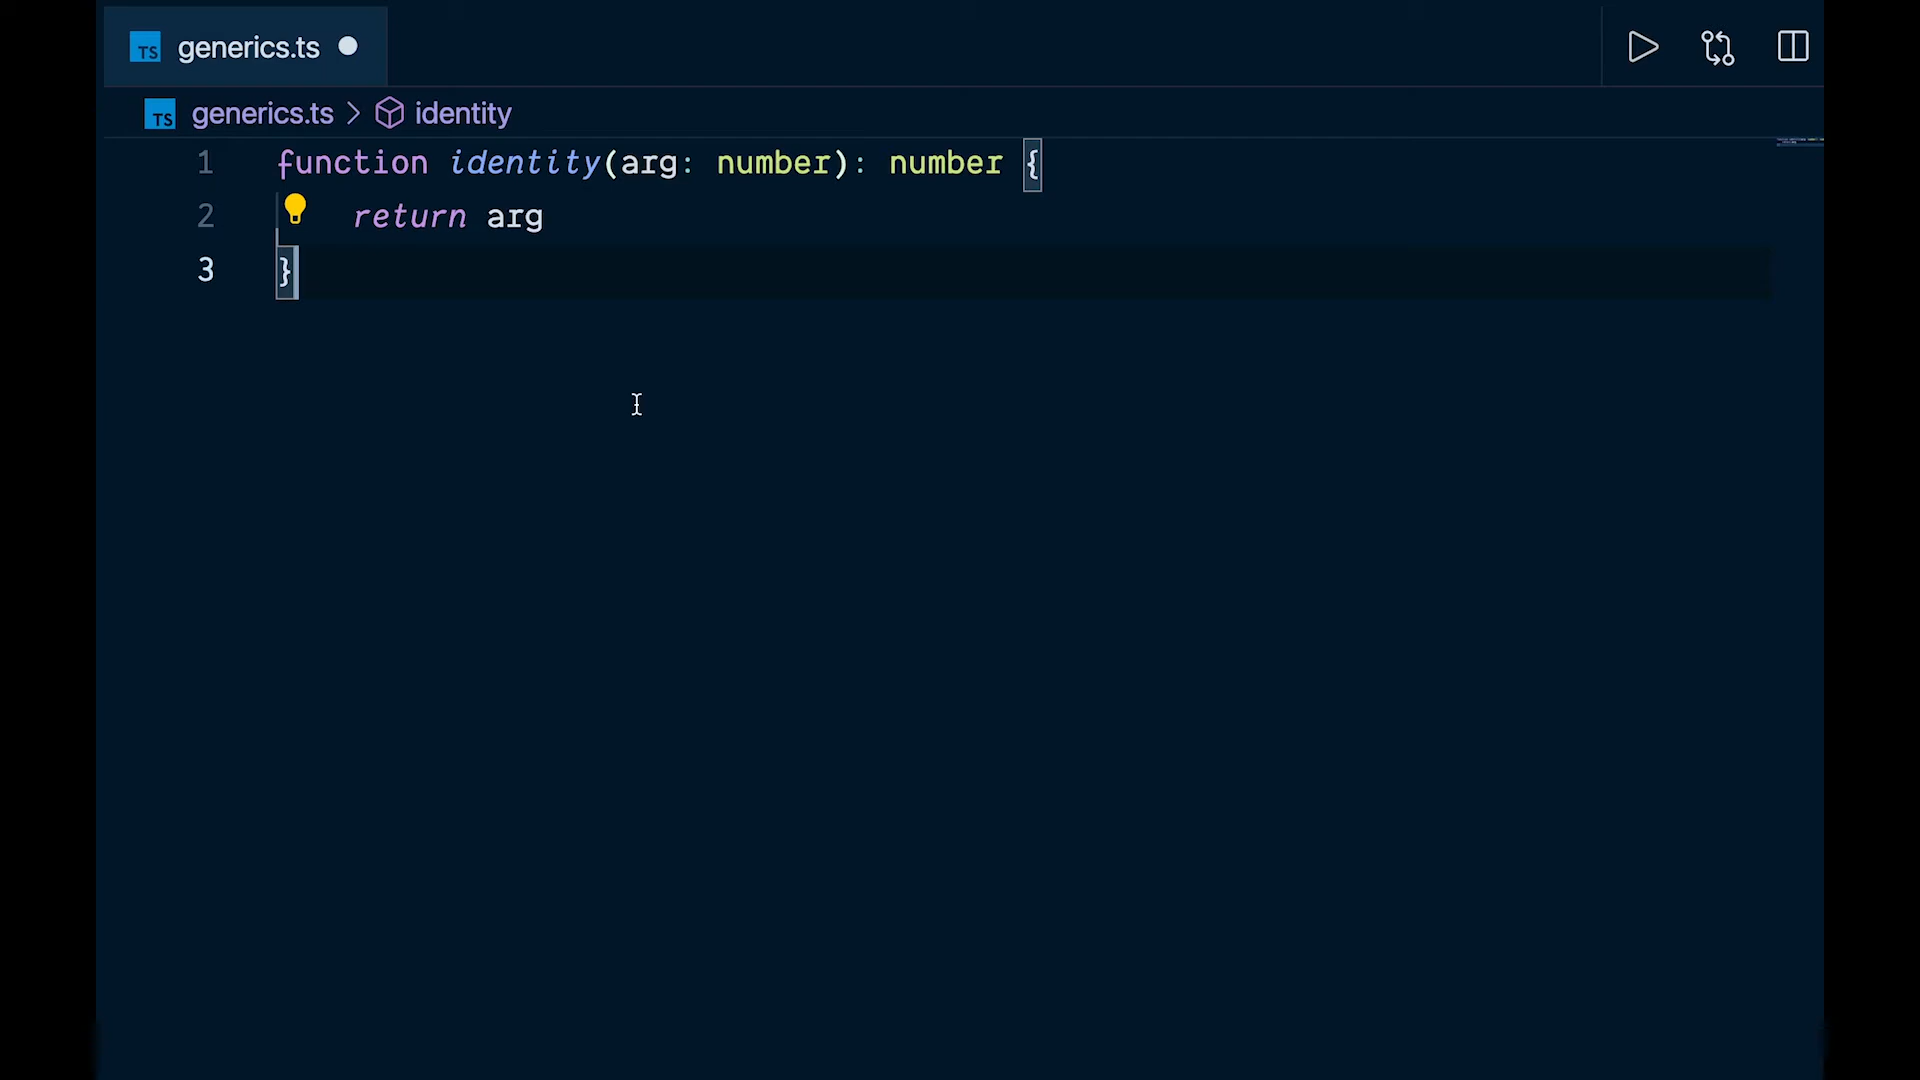 TS generics.ts
TS generics.ts > identity
1 function identity(arg: number): number {
2 return arg
3 }